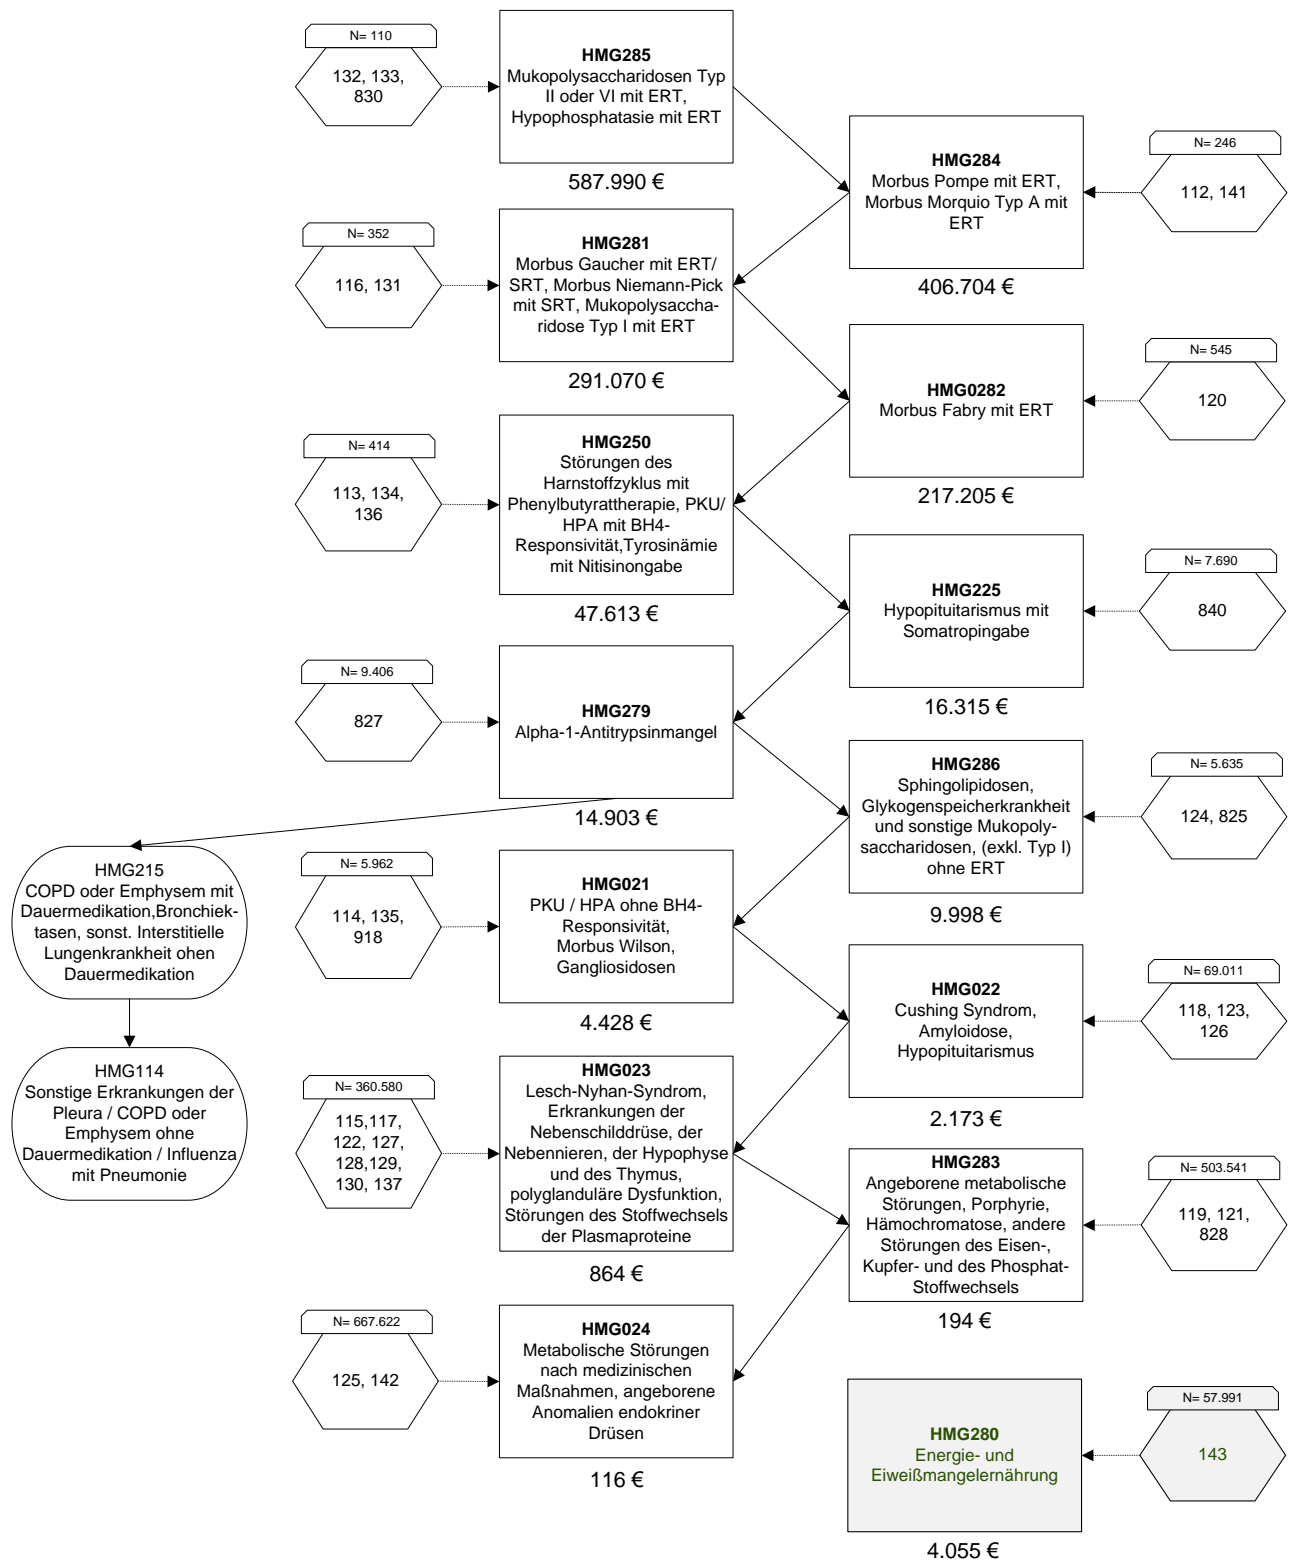 N= 110
132, 133,
830
HMG285
Mukopolysaccharidosen Typ
II oder VI mit ERT,
Hypophosphatasie mit ERT
587.990 €
N= 246
112, 141
HMG284
Morbus Pompe mit ERT,
Morbus Morquio Typ A mit
ERT
406.704 €
N= 352
116, 131
HMG281
Morbus Gaucher mit ERT/
SRT, Morbus Niemann-Pick
mit SRT, Mukopolysaccha-
ridose Typ I mit ERT
291.070 €
N= 545
120
HMG0282
Morbus Fabry mit ERT
217.205 €
N= 414
113, 134,
136
HMG250
Störungen des
Harnstoffzyklus mit
Phenylbutyrattherapie, PKU/
HPA mit BH4-
Responsivität,Tyrosinämie
mit Nitisinongabe
47.613 €
N= 7.690
840
HMG225
Hypopituitarismus mit
Somatropingabe
16.315 €
N= 9.406
827
HMG279
Alpha-1-Antitrypsinmangel
14.903 €
N= 5.635
124, 825
HMG286
Sphingolipidosen,
Glykogenspeicherkrankheit
und sonstige Mukopoly-
saccharidosen, (exkl. Typ I)
ohne ERT
9.998 €
HMG215
COPD oder Emphysem mit
Dauermedikation,Bronchiek-
tasen, sonst. Interstitielle
Lungenkrankheit ohen
Dauermedikation
N= 5.962
114, 135,
918
HMG021
PKU / HPA ohne BH4-
Responsivität,
Morbus Wilson,
Gangliosidosen
4.428 €
N= 69.011
118, 123,
126
HMG022
Cushing Syndrom,
Amyloidose,
Hypopituitarismus
2.173 €
HMG114
Sonstige Erkrankungen der
Pleura / COPD oder
Emphysem ohne
Dauermedikation / Influenza
mit Pneumonie
N= 360.580
115,117,
122, 127,
128,129,
130, 137
HMG023
Lesch-Nyhan-Syndrom,
Erkrankungen der
Nebenschilddrüse, der
Nebennieren, der Hypophyse
und des Thymus,
polyglanduläre Dysfunktion,
Störungen des Stoffwechsels
der Plasmaproteine
864 €
N= 503.541
119, 121,
828
HMG283
Angeborene metabolische
Störungen, Porphyrie,
Hämochromatose, andere
Störungen des Eisen-,
Kupfer- und des Phosphat-
Stoffwechsels
194 €
N= 667.622
125, 142
HMG024
Metabolische Störungen
nach medizinischen
Maßnahmen, angeborene
Anomalien endokriner
Drüsen
116 €
N= 57.991
143
HMG280
Energie- und
Eiweißmangelernährung
4.055 €